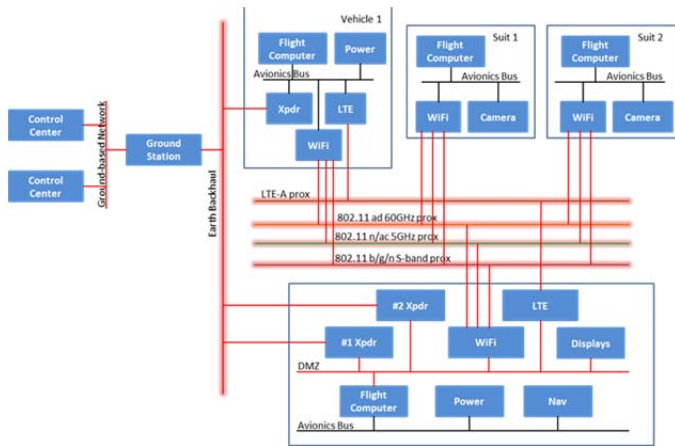 Vehicle 1
Flight
Computer
Power
Avionics Bus
Xpdr
LTE
WiFi
Suit 1
Flight
Computer
Avionics Bus
WiFi
Camera
Suit 2
Flight
Computer
Avionics Bus
WiFi
Camera
Control
Center
Control
Center
Ground-based Network
Ground
Station
Earth Backhaul
LTE-A prox
802.11 ad 60GHz prox
802.11 n/ac 5GHz prox
802.11 b/g/n S-band prox
#2 Xpdr
LTE
#1 Xpdr
WiFi
Displays
DMZ
Flight
Computer
Power
Nav
Avionics Bus